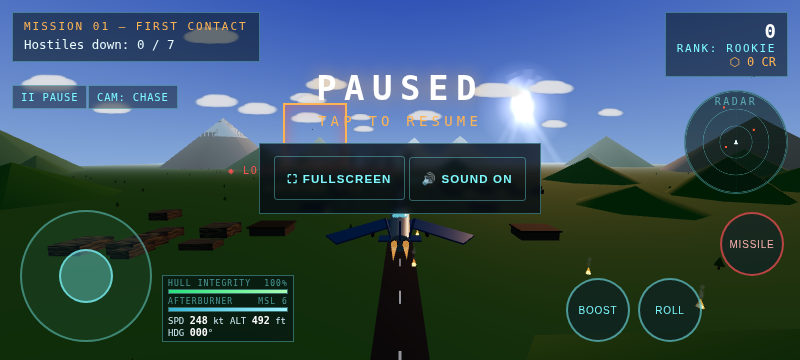 MISSION 01 — FIRST CONTACT
Hostiles down: 0 / 7
0
RANK: ROOKIE
⬡ 0 CR
II PAUSE
CAM: CHASE
PAUSED
TAP TO RESUME
RADAR
◈ LO
⛶ FULLSCREEN
🔊 SOUND ON
MISSILE
BOOST
ROLL
HULL INTEGRITY 100%
AFTERBURNER MSL 6
SPD 248 kt ALT 492 ft
HDG 000°